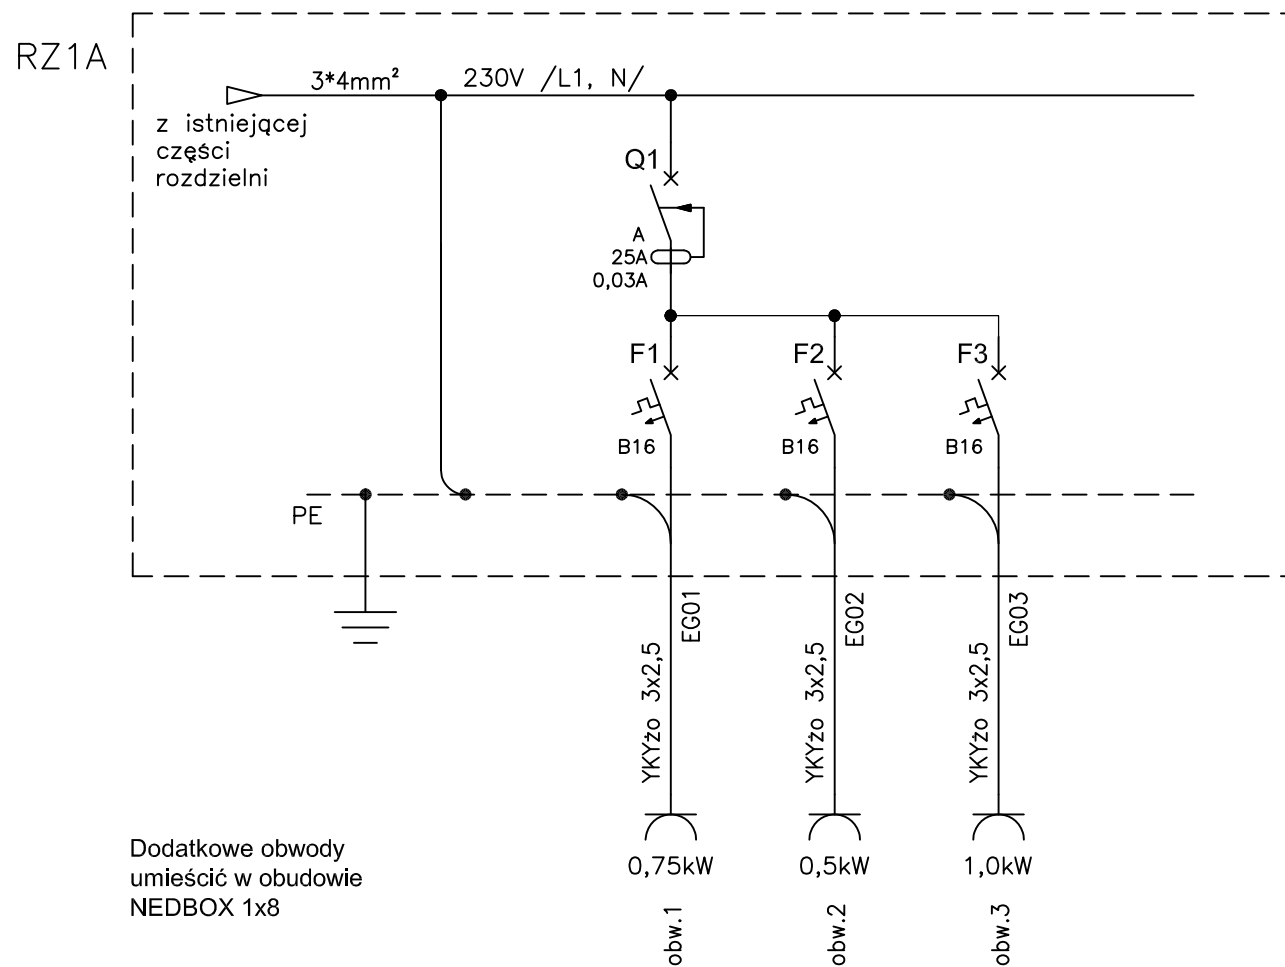 RZ1A
3*4mm²
230V /L1, N/
z istniejącej
części
rozdzielni
Q1
A
25A
0,03A
F1
F2
F3
B16
B16
B16
PE
EG01
EG02
EG03
YKYżo 3x2,5
YKYżo 3x2,5
YKYżo 3x2,5
Dodatkowe obwody
umieścić w obudowie
NEDBOX 1x8
0,75kW
0,5kW
1,0kW
obw.1
obw.2
obw.3